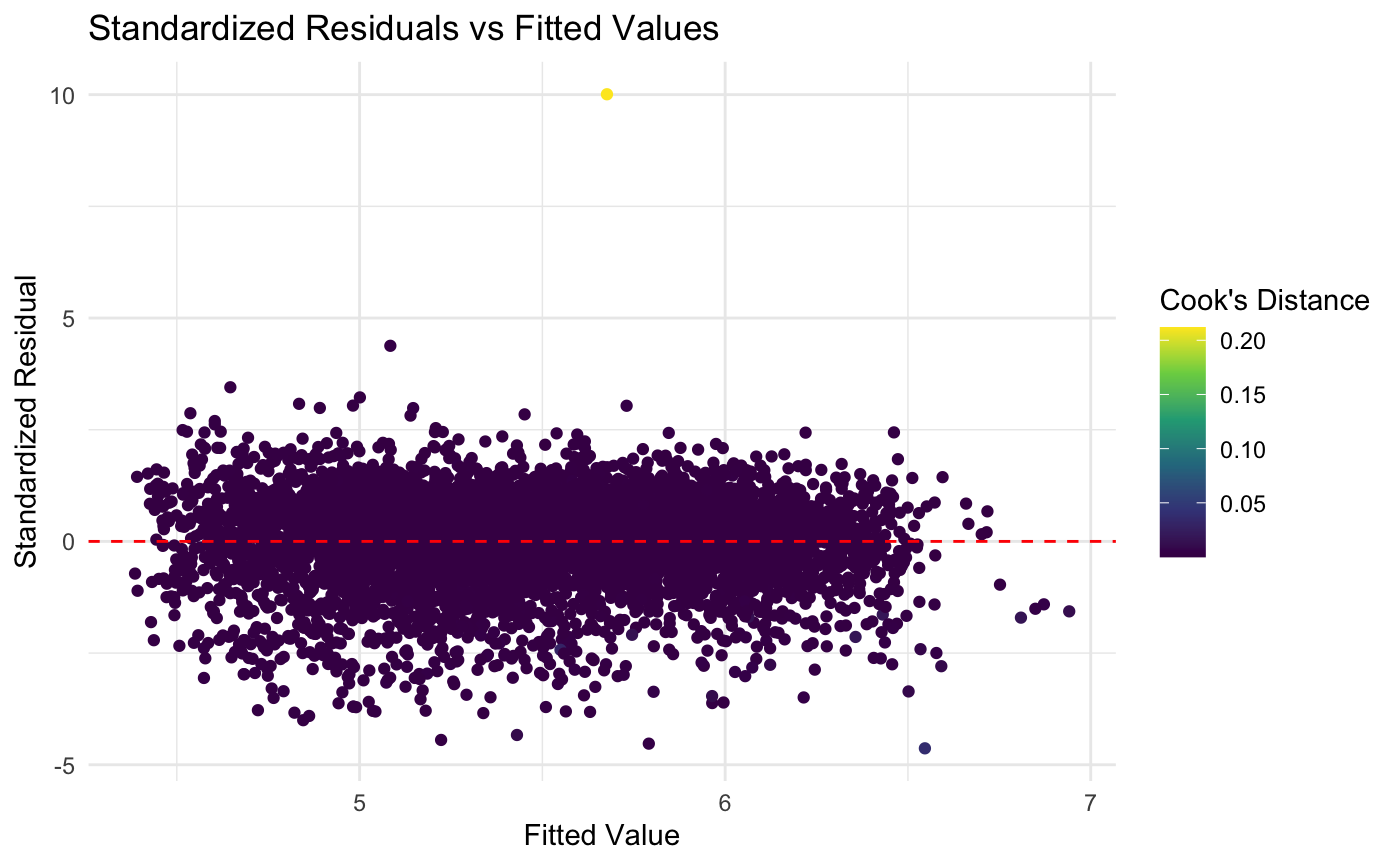 Standardized Residuals vs Fitted Values
10
5
0
-5
Standardized Residual
5
6
7
Fitted Value
Cook's Distance
0.20
0.15
0.10
0.05